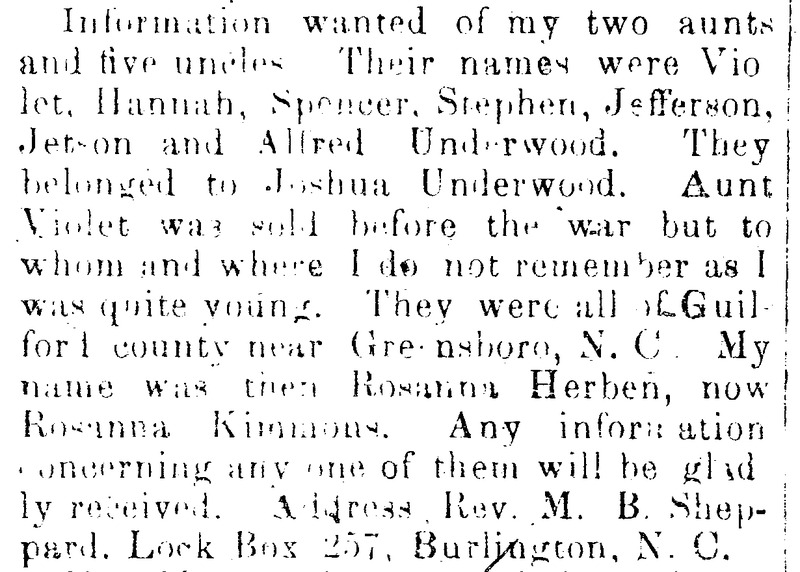 Information wanted of my two aunts
and five uncles Their names were Vio
let, Hannah, Spencer, Stephen, Jefferson,
Jetson and Alfred Underwood. They
belonged to Joshua Underwood. Aunt
Violet was sold before the war but to
whom and where I do not remember as I
was quite young. They were all of Guil-
ford county near Greensboro, N. C. My
name was then Rosanna Herben, now
Rosanna Kimmons. Any information
concerning any one of them will be glad
ly received. Address Rev. M. B. Shep-
pard, Lock Box 257, Burlington, N. C.